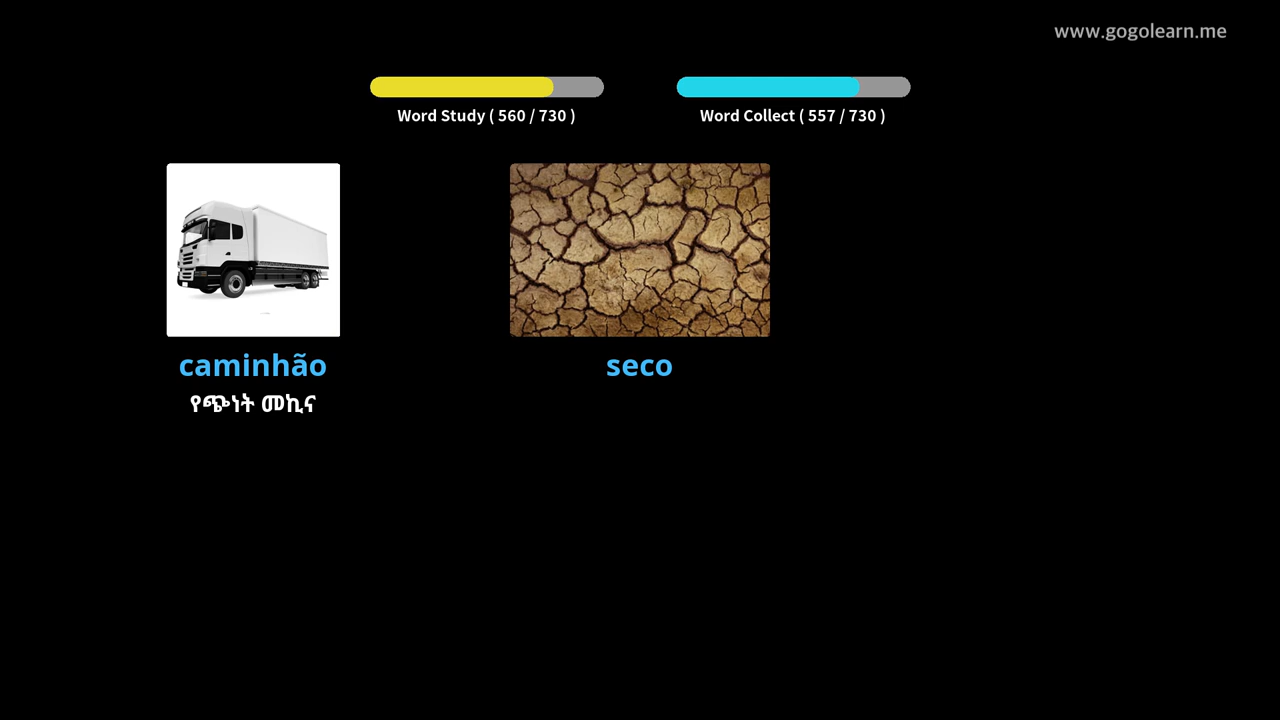 www.gogolearn.me
Word Study ( 560 / 730 )
Word Collect ( 557 / 730 )
caminhão
የጭነት መኪና
seco